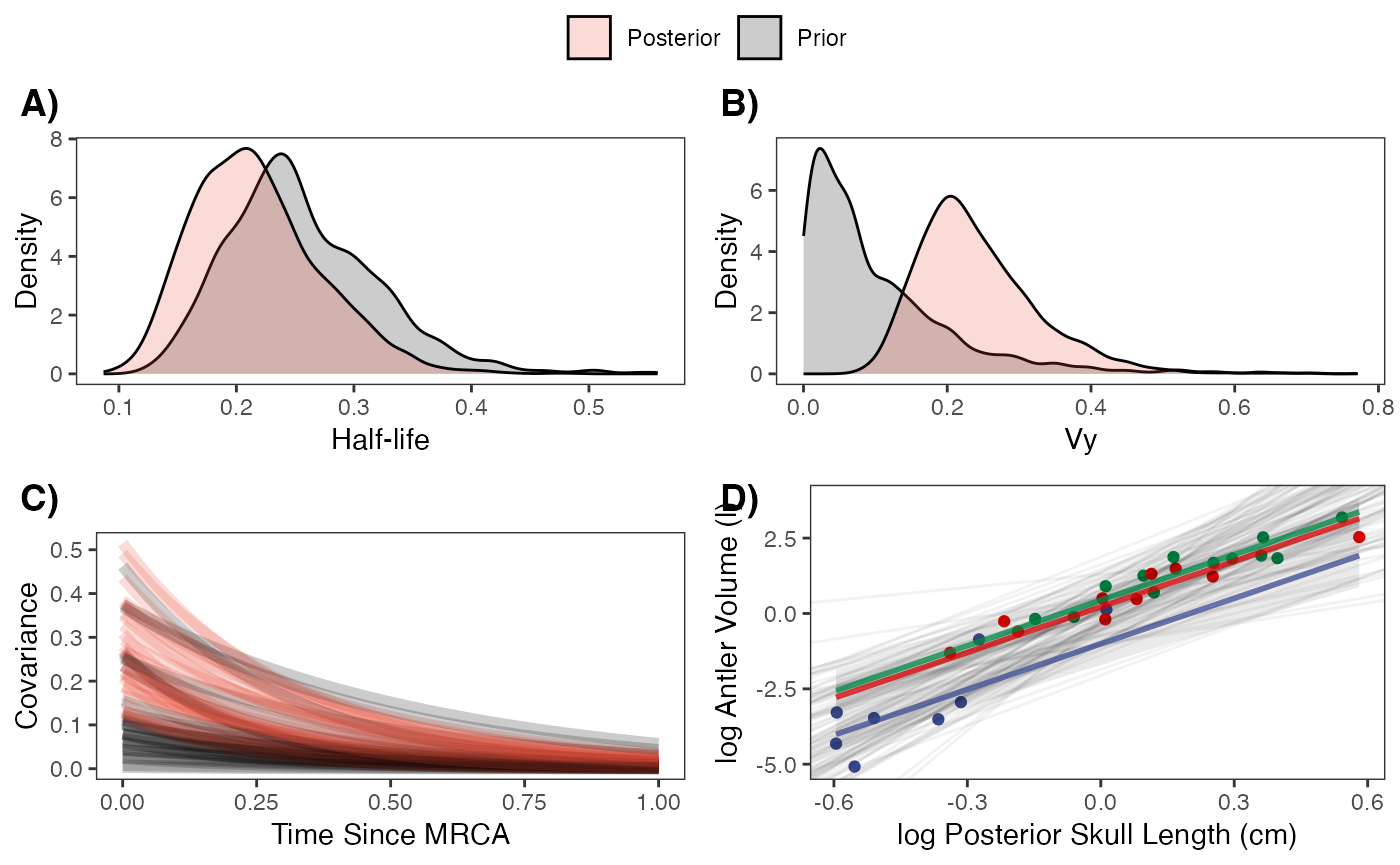 Posterior Prior
A)
Density
8
6
4
2
0
0.1 0.2 0.3 0.4 0.5
Half-life
B)
Density
6
4
2
0
0.0 0.2 0.4 0.6 0.8
Vy
C)
Covariance
0.5
0.4
0.3
0.2
0.1
0.0
0.00 0.25 0.50 0.75 1.00
Time Since MRCA
D)
log Antler Volume (l)
2.5
0.0
-2.5
-5.0
-0.6 -0.3 0.0 0.3 0.6
log Posterior Skull Length (cm)